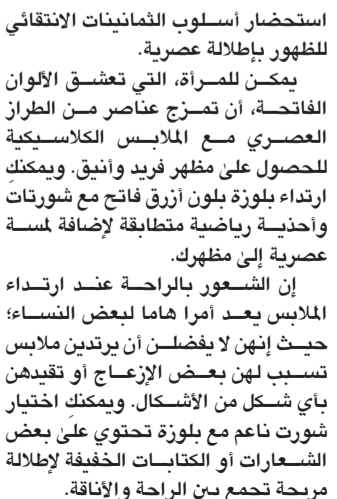 استحضار أسلوب الثمانينات الانتقائي
للظهور بإطلالة عصرية.
يمكن للمرأة، التي تعشق الألوان
الفاتحة، أن تمزج عناصر من الطراز
العصري مع الملابس الكلاسيكية
للحصول على مظهر فريد وأنيق. ويمكنكِ
ارتداء بلوزة بلون أزرق فاتح مع شورتات
وأحذية رياضية متطابقة لإضافة لمسة
عصرية إلى مظهرك.
إن الشعور بالراحة عند ارتداء
الملابس يعد أمرا هاما لبعض النساء؛
حيث إنهن لا يفضلن أن يرتدين ملابس
تسبب لهن بعض الإزعاج أو تقيدهن
بأي شكل من الأشكال. ويمكنكِ اختيار
شورت ناعم مع بلوزة تحتوي على بعض
الشعارات أو الكتابات الخفيفة لإطلالة
مريحة تجمع بين الراحة والأناقة.